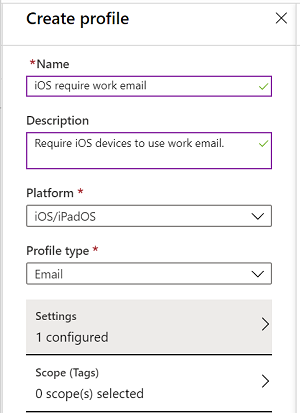 Create profile
*Name
iOS require work email
Description
Require iOS devices to use work email.
Platform *
iOS/iPadOS
Profile type *
Email
Settings
1 configured
Scope (Tags)
0 scope(s) selected